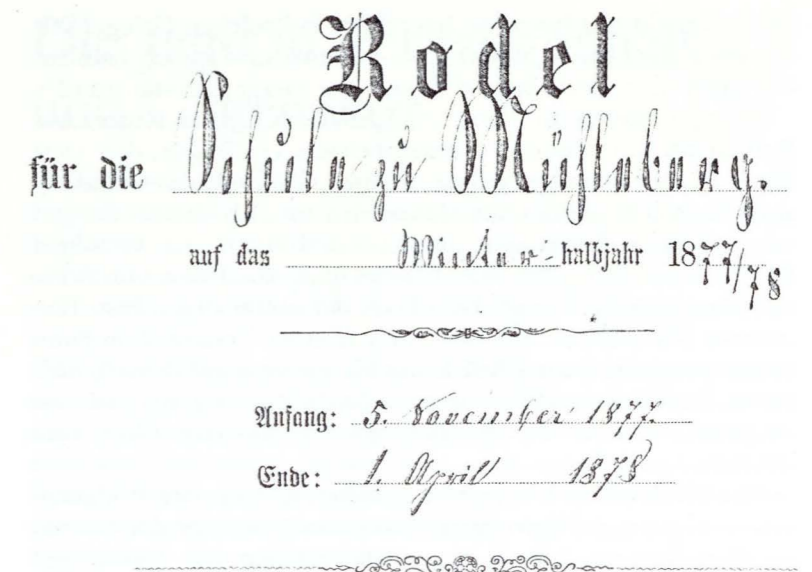 Rodel
für die Schule zu Mühleberg.
auf das Winter-halbjahr 1877/78
Anfang: 5. November 1877.
Ende: 1. April 1878